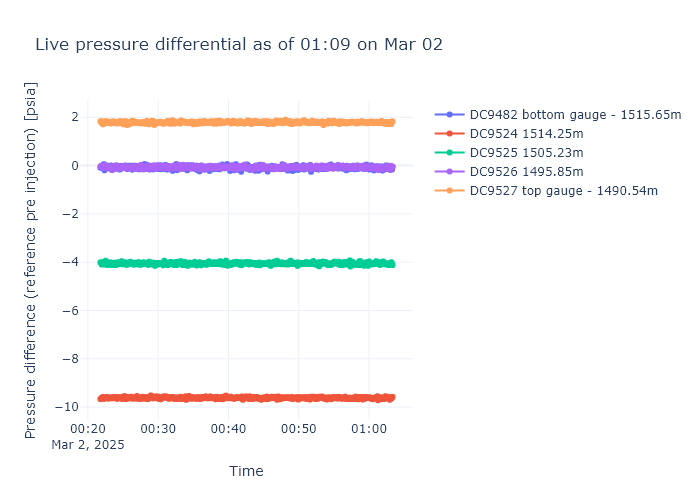 Live pressure differential as of 01:09 on Mar 02
Pressure difference (reference pre injection) [psia]
2
0
−2
−4
−6
−8
−10
00:20
00:30
00:40
00:50
01:00
Mar 2, 2025
Time
DC9482 bottom gauge - 1515.65m
DC9524 1514.25m
DC9525 1505.23m
DC9526 1495.85m
DC9527 top gauge - 1490.54m